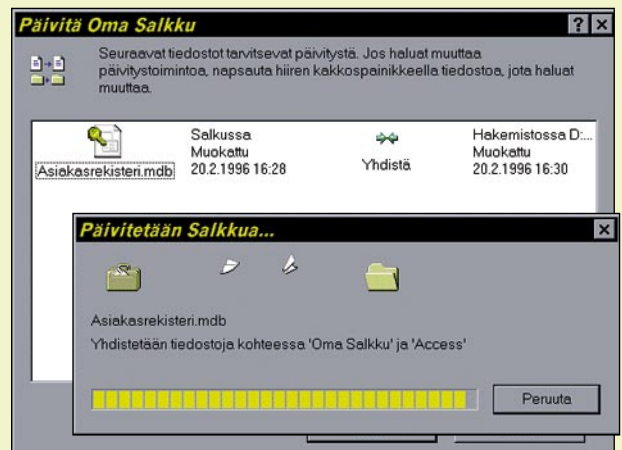 Päivitä Oma Salkku
Seuraavat tiedostot tarvitsevat päivitystä. Jos haluat muuttaa
päivitystoimintoa, napsauta hiiren kakkospainikkeella tiedostoa, jota haluat
muuttaa.
Asiakasrekisteri.mdb
Salkussa
Muokattu
20.2.1996 16:28
Yhdistä
Hakemistossa D:...
Muokattu
20.2.1996 16:30
Päivitetään Salkkua...
Asiakasrekisteri.mdb
Yhdistetään tiedostoja kohteessa 'Oma Salkku' ja 'Access'
Peruuta